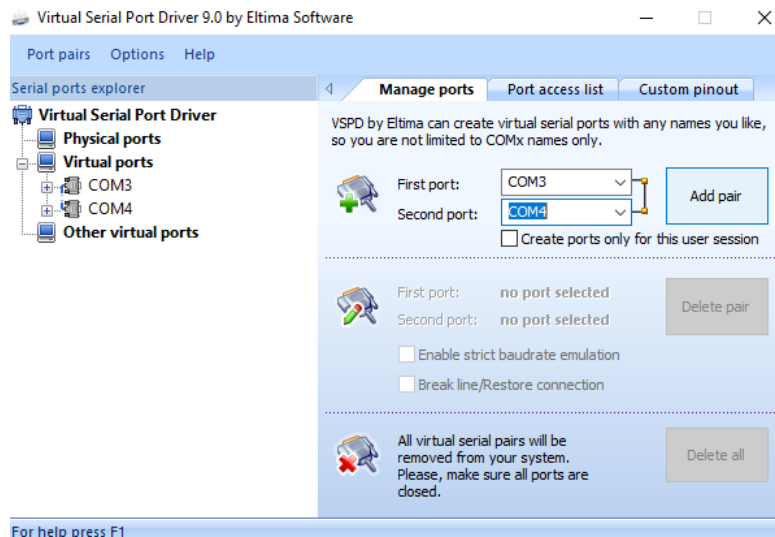 Virtual Serial Port Driver 9.0 by Eltima Software
Port pairs Options Help
Serial ports explorer
Virtual Serial Port Driver
Physical ports
Virtual ports
COM3
COM4
Other virtual ports
Manage ports Port access list Custom pinout
VSPD by Eltima can create virtual serial ports with any names you like,
so you are not limited to COMx names only.
First port: COM3
Second port: COM4
Add pair
Create ports only for this user session
First port: no port selected
Second port: no port selected
Delete pair
Enable strict baudrate emulation
Break line/Restore connection
All virtual serial pairs will be
removed from your system.
Please, make sure all ports are
closed.
Delete all
For help press F1